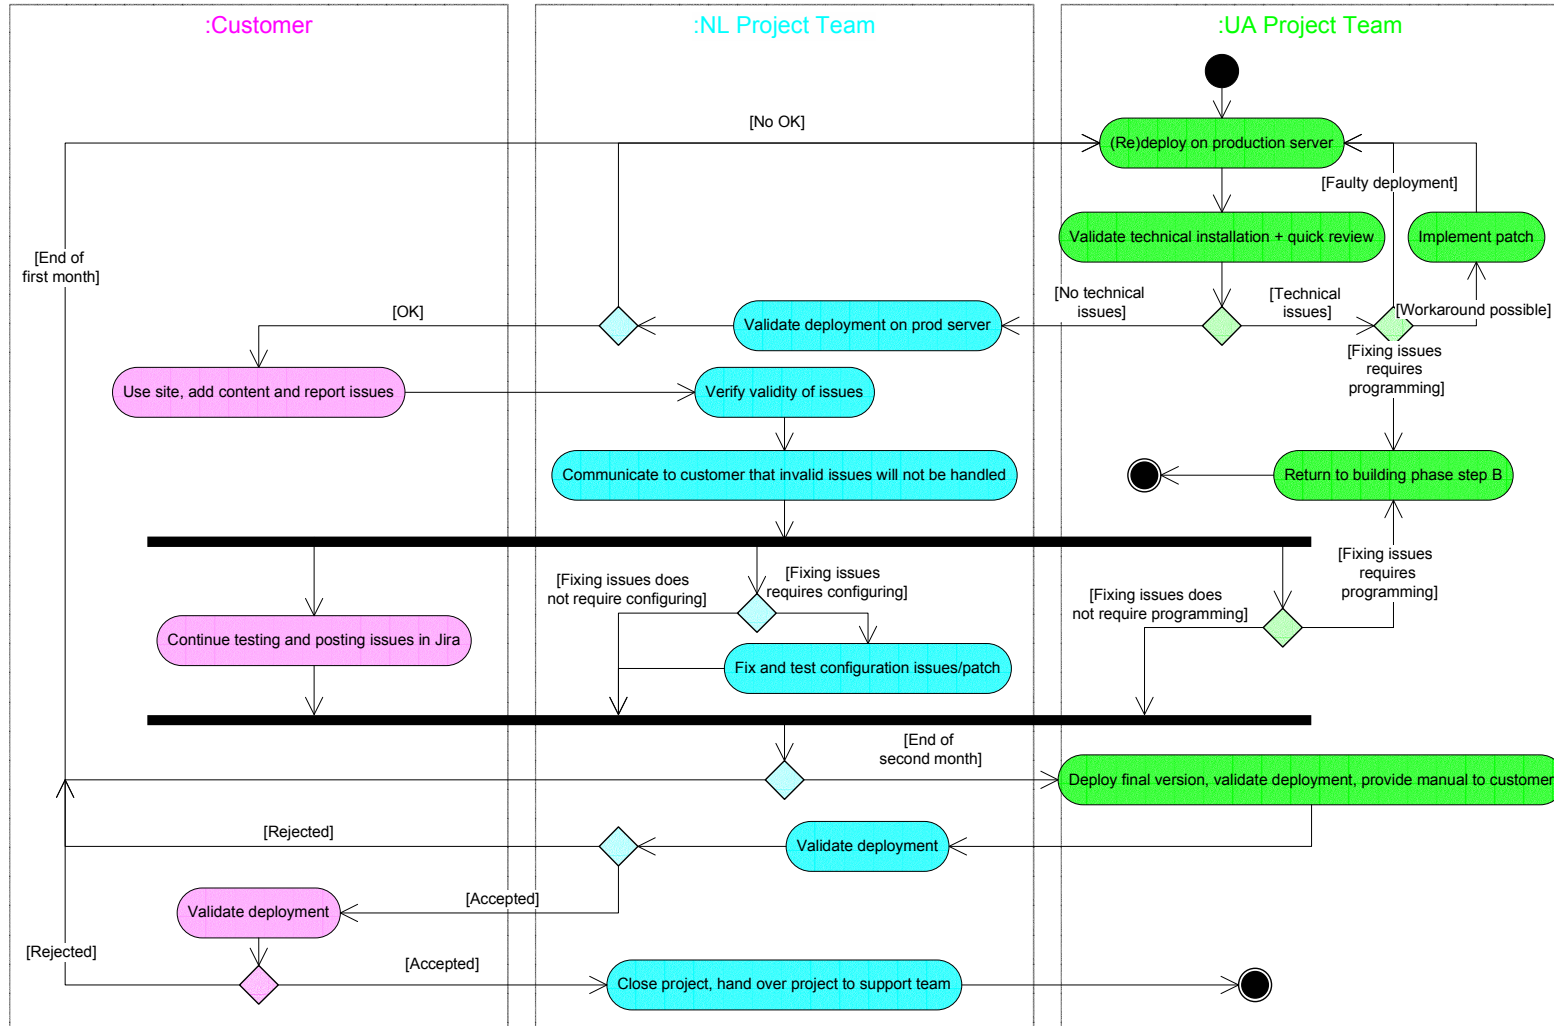 :Customer
:NL Project Team
:UA Project Team
[No OK]
(Re)deploy on production server
[Faulty deployment]
Validate technical installation + quick review
Implement patch
[End of
first month]
[OK]
Validate deployment on prod server
[No technical
issues]
[Technical
issues]
[Workaround possible]
[Fixing issues
requires
programming]
Use site, add content and report issues
Verify validity of issues
Communicate to customer that invalid issues will not be handled
Return to building phase step B
[Fixing issues does
not require configuring]
[Fixing issues
requires configuring]
[Fixing issues does
not require programming]
[Fixing issues
requires
programming]
Continue testing and posting issues in Jira
Fix and test configuration issues/patch
[End of
second month]
Deploy final version, validate deployment, provide manual to customer
[Rejected]
Validate deployment
[Accepted]
Validate deployment
[Rejected]
[Accepted]
Close project, hand over project to support team